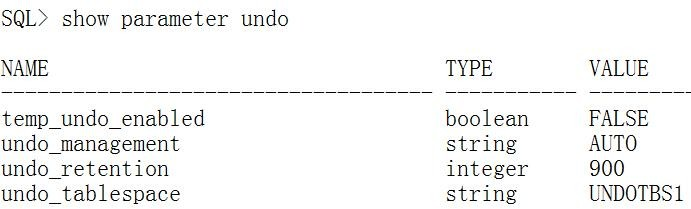 SQL> show parameter undo
NAME TYPE VALUE
------------------------------------ ----------- ---------
temp_undo_enabled boolean FALSE
undo_management string AUTO
undo_retention integer 900
undo_tablespace string UNDOTBS1